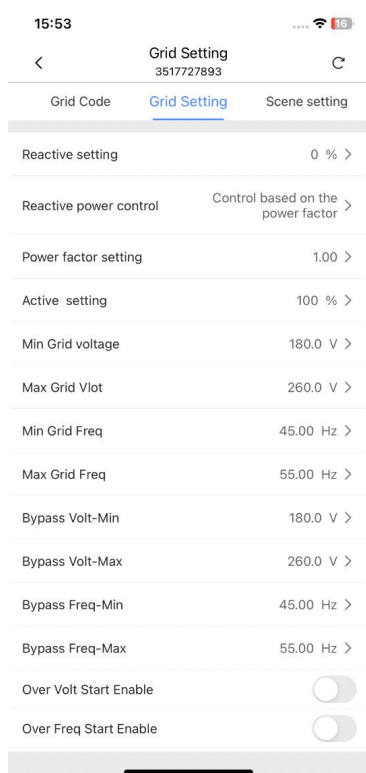 15:53
16
Grid Setting
3517727893
Grid Code Grid Setting Scene setting
Reactive setting 0 %
Reactive power control Control based on the
power factor
Power factor setting 1.00
Active setting 100 %
Min Grid voltage 180.0 V
Max Grid Vlot 260.0 V
Min Grid Freq 45.00 Hz
Max Grid Freq 55.00 Hz
Bypass Volt-Min 180.0 V
Bypass Volt-Max 260.0 V
Bypass Freq-Min 45.00 Hz
Bypass Freq-Max 55.00 Hz
Over Volt Start Enable
Over Freq Start Enable